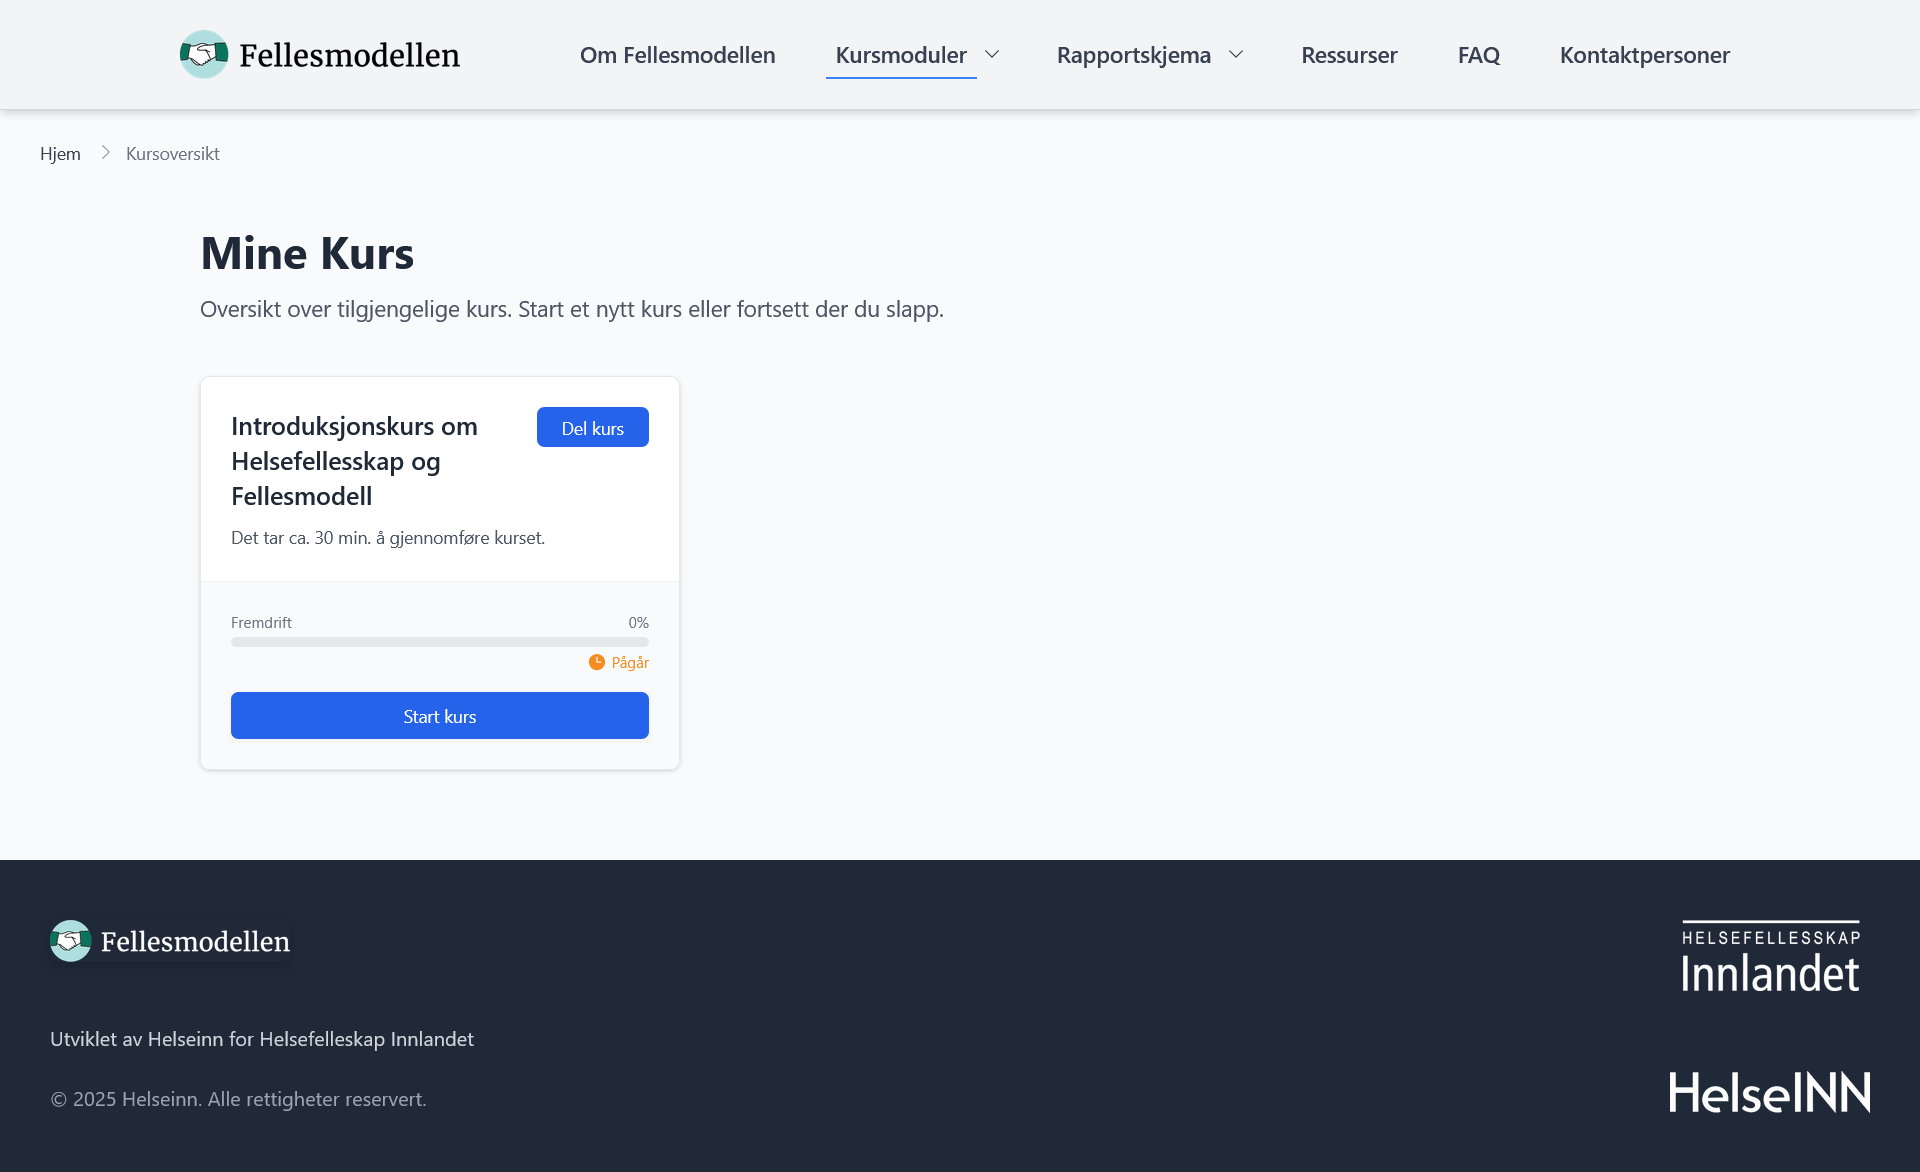 Fellesmodellen
Om Fellesmodellen
Kursmoduler
Rapportskjema
Ressurser
FAQ
Kontaktpersoner
Hjem
Kursoversikt
Mine Kurs
Oversikt over tilgjengelige kurs. Start et nytt kurs eller fortsett der du slapp.
Introduksjonskurs om
Helsefellesskap og
Fellesmodell
Del kurs
Det tar ca. 30 min. å gjennomføre kurset.
Fremdrift
0%
Pågår
Start kurs
Fellesmodellen
HELSEFELLESSKAP
Innlandet
Utviklet av Helseinn for Helsefelleskap Innlandet
© 2025 Helseinn. Alle rettigheter reservert.
HelseINN